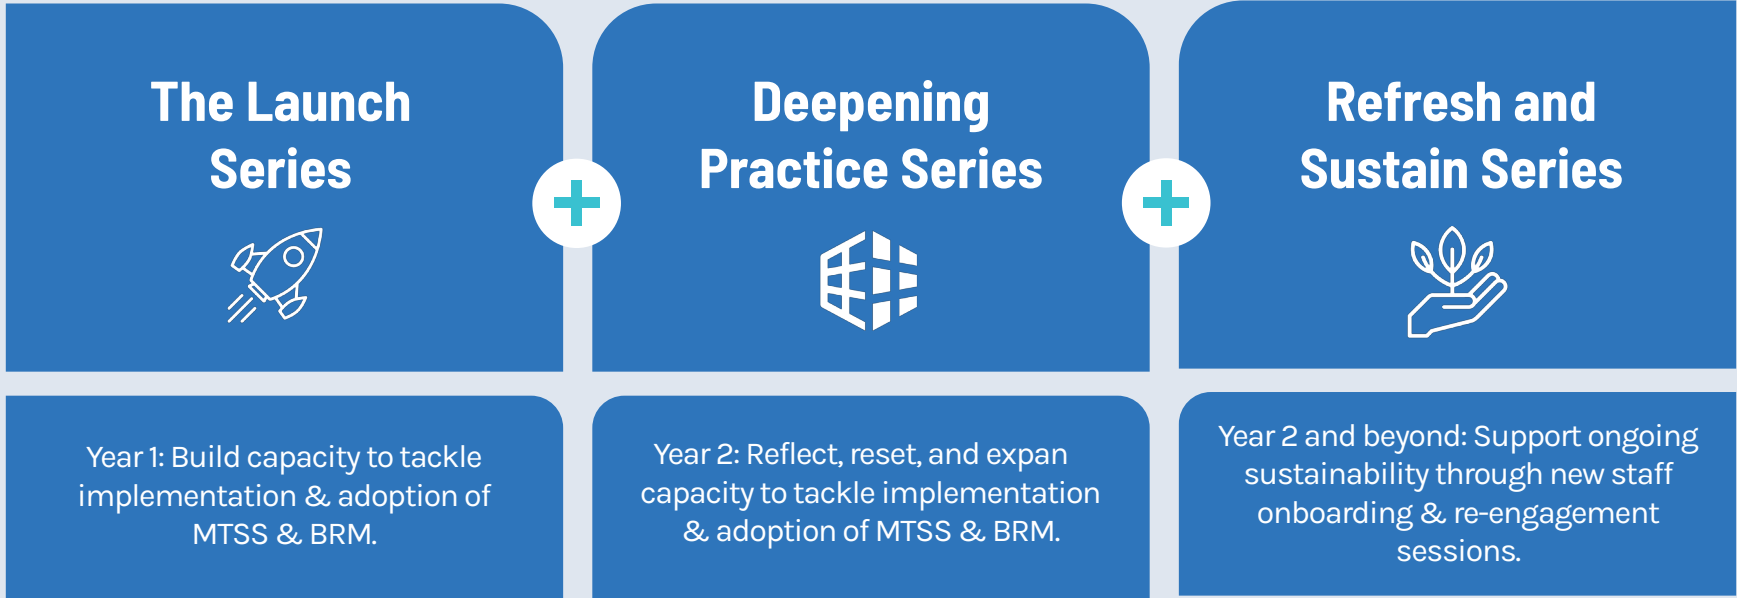 The Launch
Series
Deepening
Practice Series
Refresh and
Sustain Series
Year 1: Build capacity to tackle
implementation & adoption of
MTSS & BRM.
Year 2: Reflect, reset, and expan
capacity to tackle implementation
& adoption of MTSS & BRM.
Year 2 and beyond: Support ongoing
sustainability through new staff
onboarding & re-engagement
sessions.